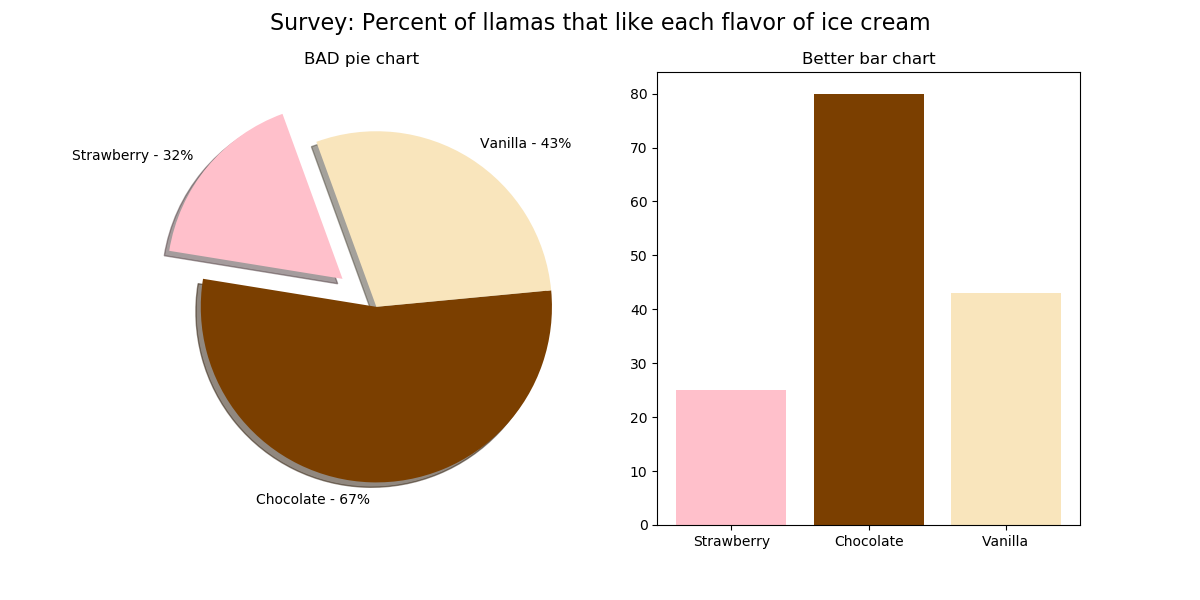 Survey: Percent of llamas that like each flavor of ice cream
BAD pie chart
Strawberry - 32%
Vanilla - 43%
Chocolate - 67%
Better bar chart
80
70
60
50
40
30
20
10
0
Strawberry Chocolate Vanilla